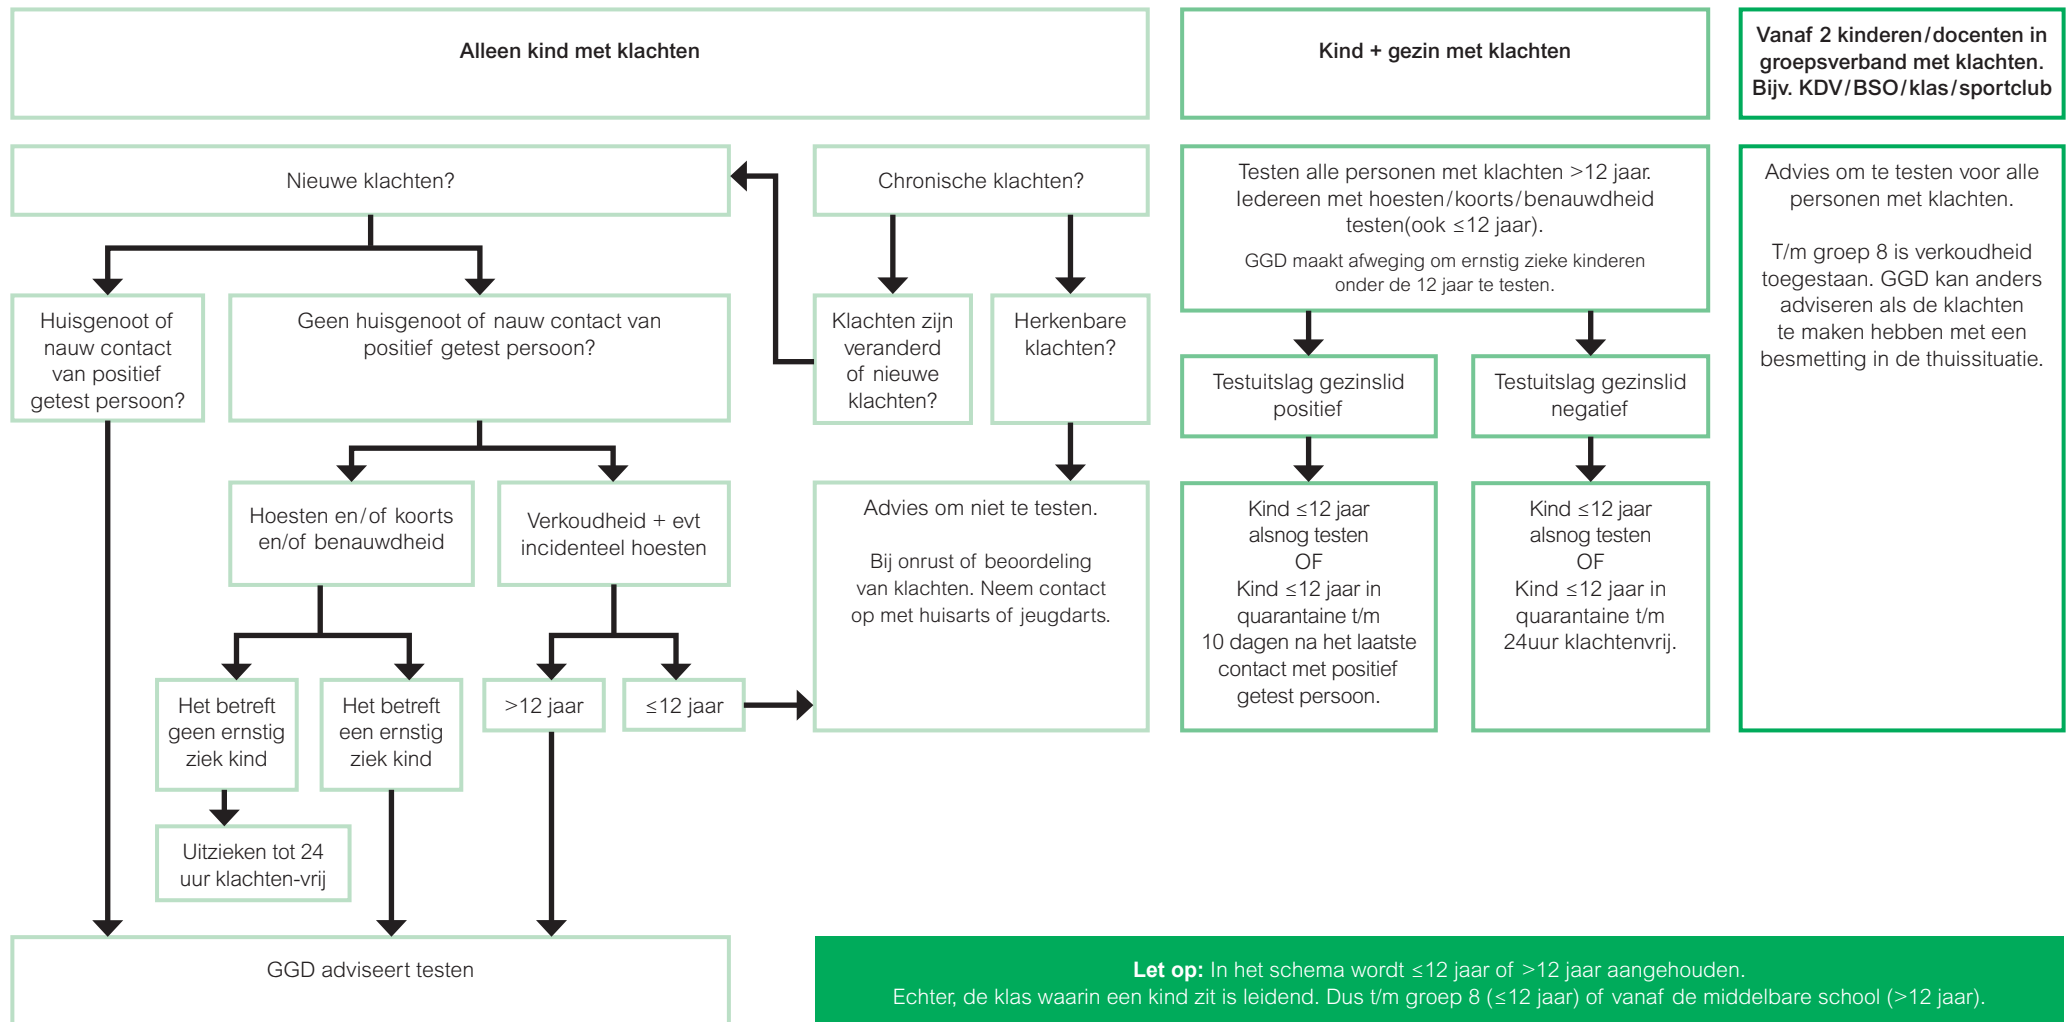 Alleen kind met klachten
Kind + gezin met klachten
Vanaf 2 kinderen/docenten in
groepsverband met klachten.
Bijv. KDV/BSO/klas/sportclub
Nieuwe klachten?
Chronische klachten?
Huisgenoot of
nauw contact
van positief
getest persoon?
Geen huisgenoot of nauw contact van
positief getest persoon?
Klachten zijn
veranderd
of nieuwe
klachten?
Herkenbare
klachten?
Hoesten en/of koorts
en/of benauwdheid
Verkoudheid + evt
incidenteel hoesten
Advies om niet te testen.
Bij onrust of beoordeling
van klachten. Neem contact
op met huisarts of jeugdarts.
Het betreft
geen ernstig
ziek kind
Het betreft
een ernstig
ziek kind
>12 jaar
≤12 jaar
Uitzieken tot 24
uur klachten-vrij
GGD adviseert testen
Testen alle personen met klachten >12 jaar.
Iedereen met hoesten/koorts/benauwdheid
testen(ook ≤12 jaar).
GGD maakt afweging om ernstig zieke kinderen
onder de 12 jaar te testen.
Testuitslag gezinslid
positief
Testuitslag gezinslid
negatief
Kind ≤12 jaar
alsnog testen
OF
Kind ≤12 jaar in
quarantaine t/m
10 dagen na het laatste
contact met positief
getest persoon.
Kind ≤12 jaar
alsnog testen
OF
Kind ≤12 jaar in
quarantaine t/m
24uur klachtenvrij.
Advies om te testen voor alle
personen met klachten.
T/m groep 8 is verkoudheid
toegestaan. GGD kan anders
adviseren als de klachten
te maken hebben met een
besmetting in de thuissituatie.
Let op: In het schema wordt ≤12 jaar of >12 jaar aangehouden.
Echter, de klas waarin een kind zit is leidend. Dus t/m groep 8 (≤12 jaar) of vanaf de middelbare school (>12 jaar).